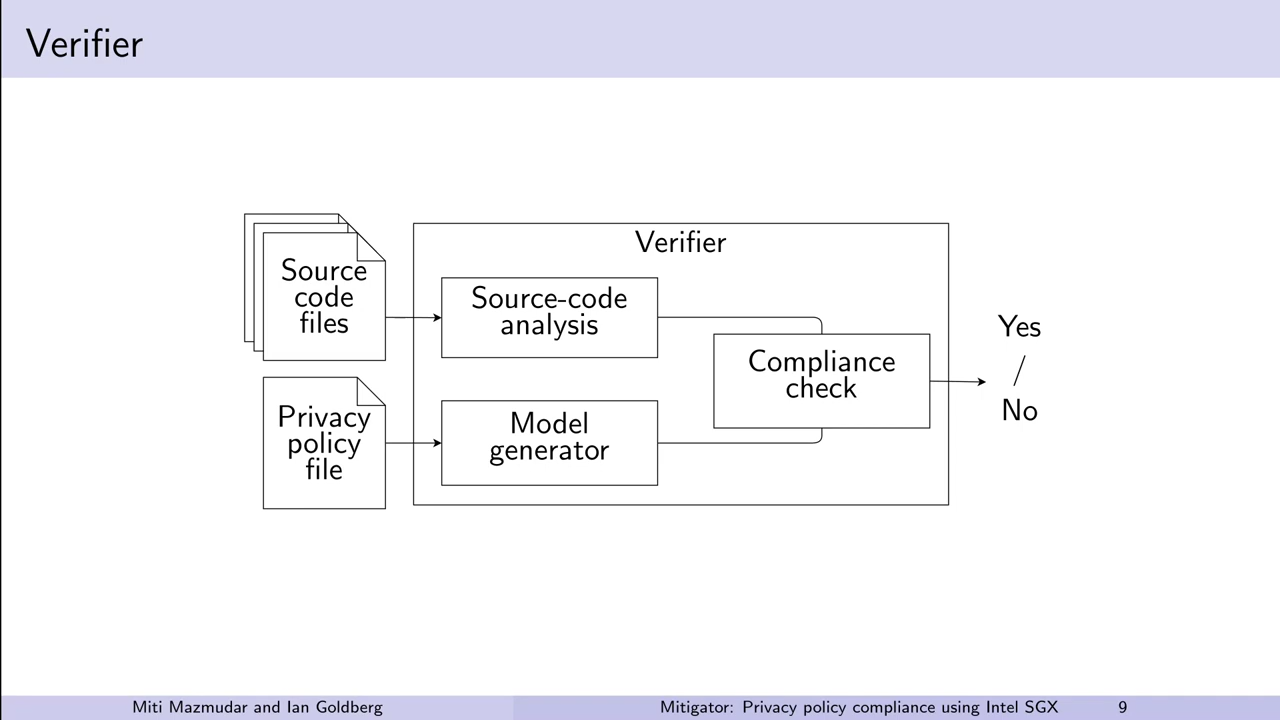 Verifier
Source
code
files
Privacy
policy
file
Verifier
Source-code
analysis
Model
generator
Compliance
check
Yes
/
No
Miti Mazmudar and Ian Goldberg
Mitigator: Privacy policy compliance using Intel SGX
9